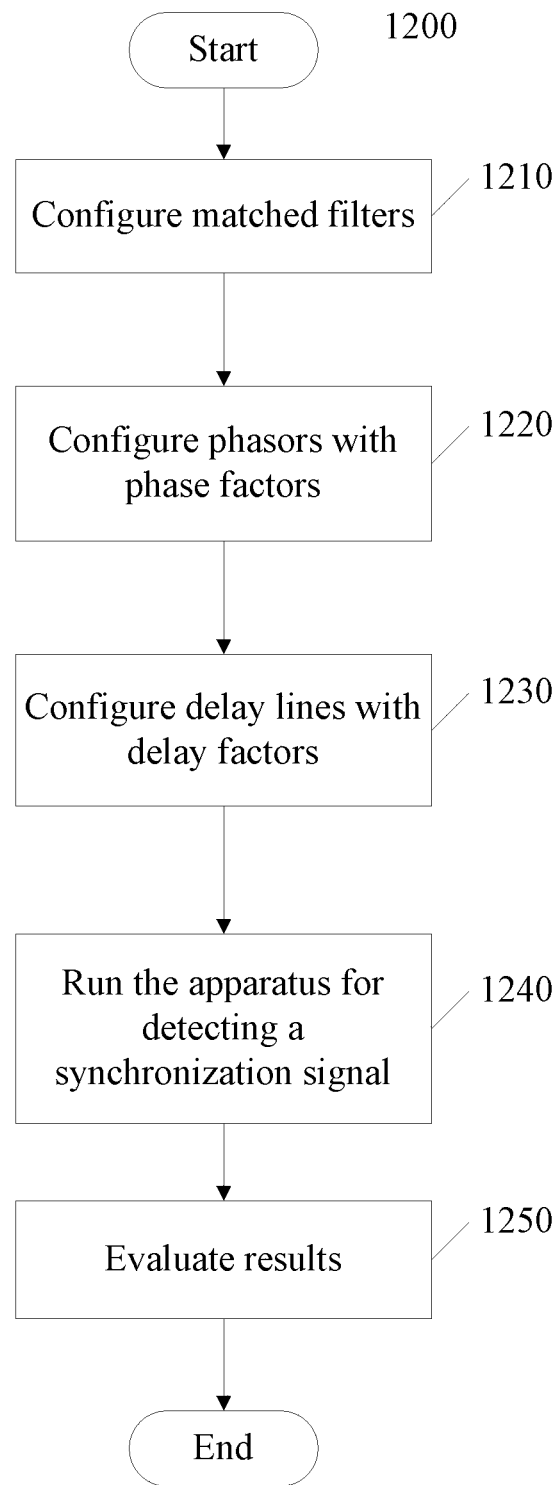 Start
1200
1210
Configure matched filters
1220
Configure phasors with
phase factors
1230
Configure delay lines with
delay factors
1240
Run the apparatus for
detecting a
synchronization signal
1250
Evaluate results
End